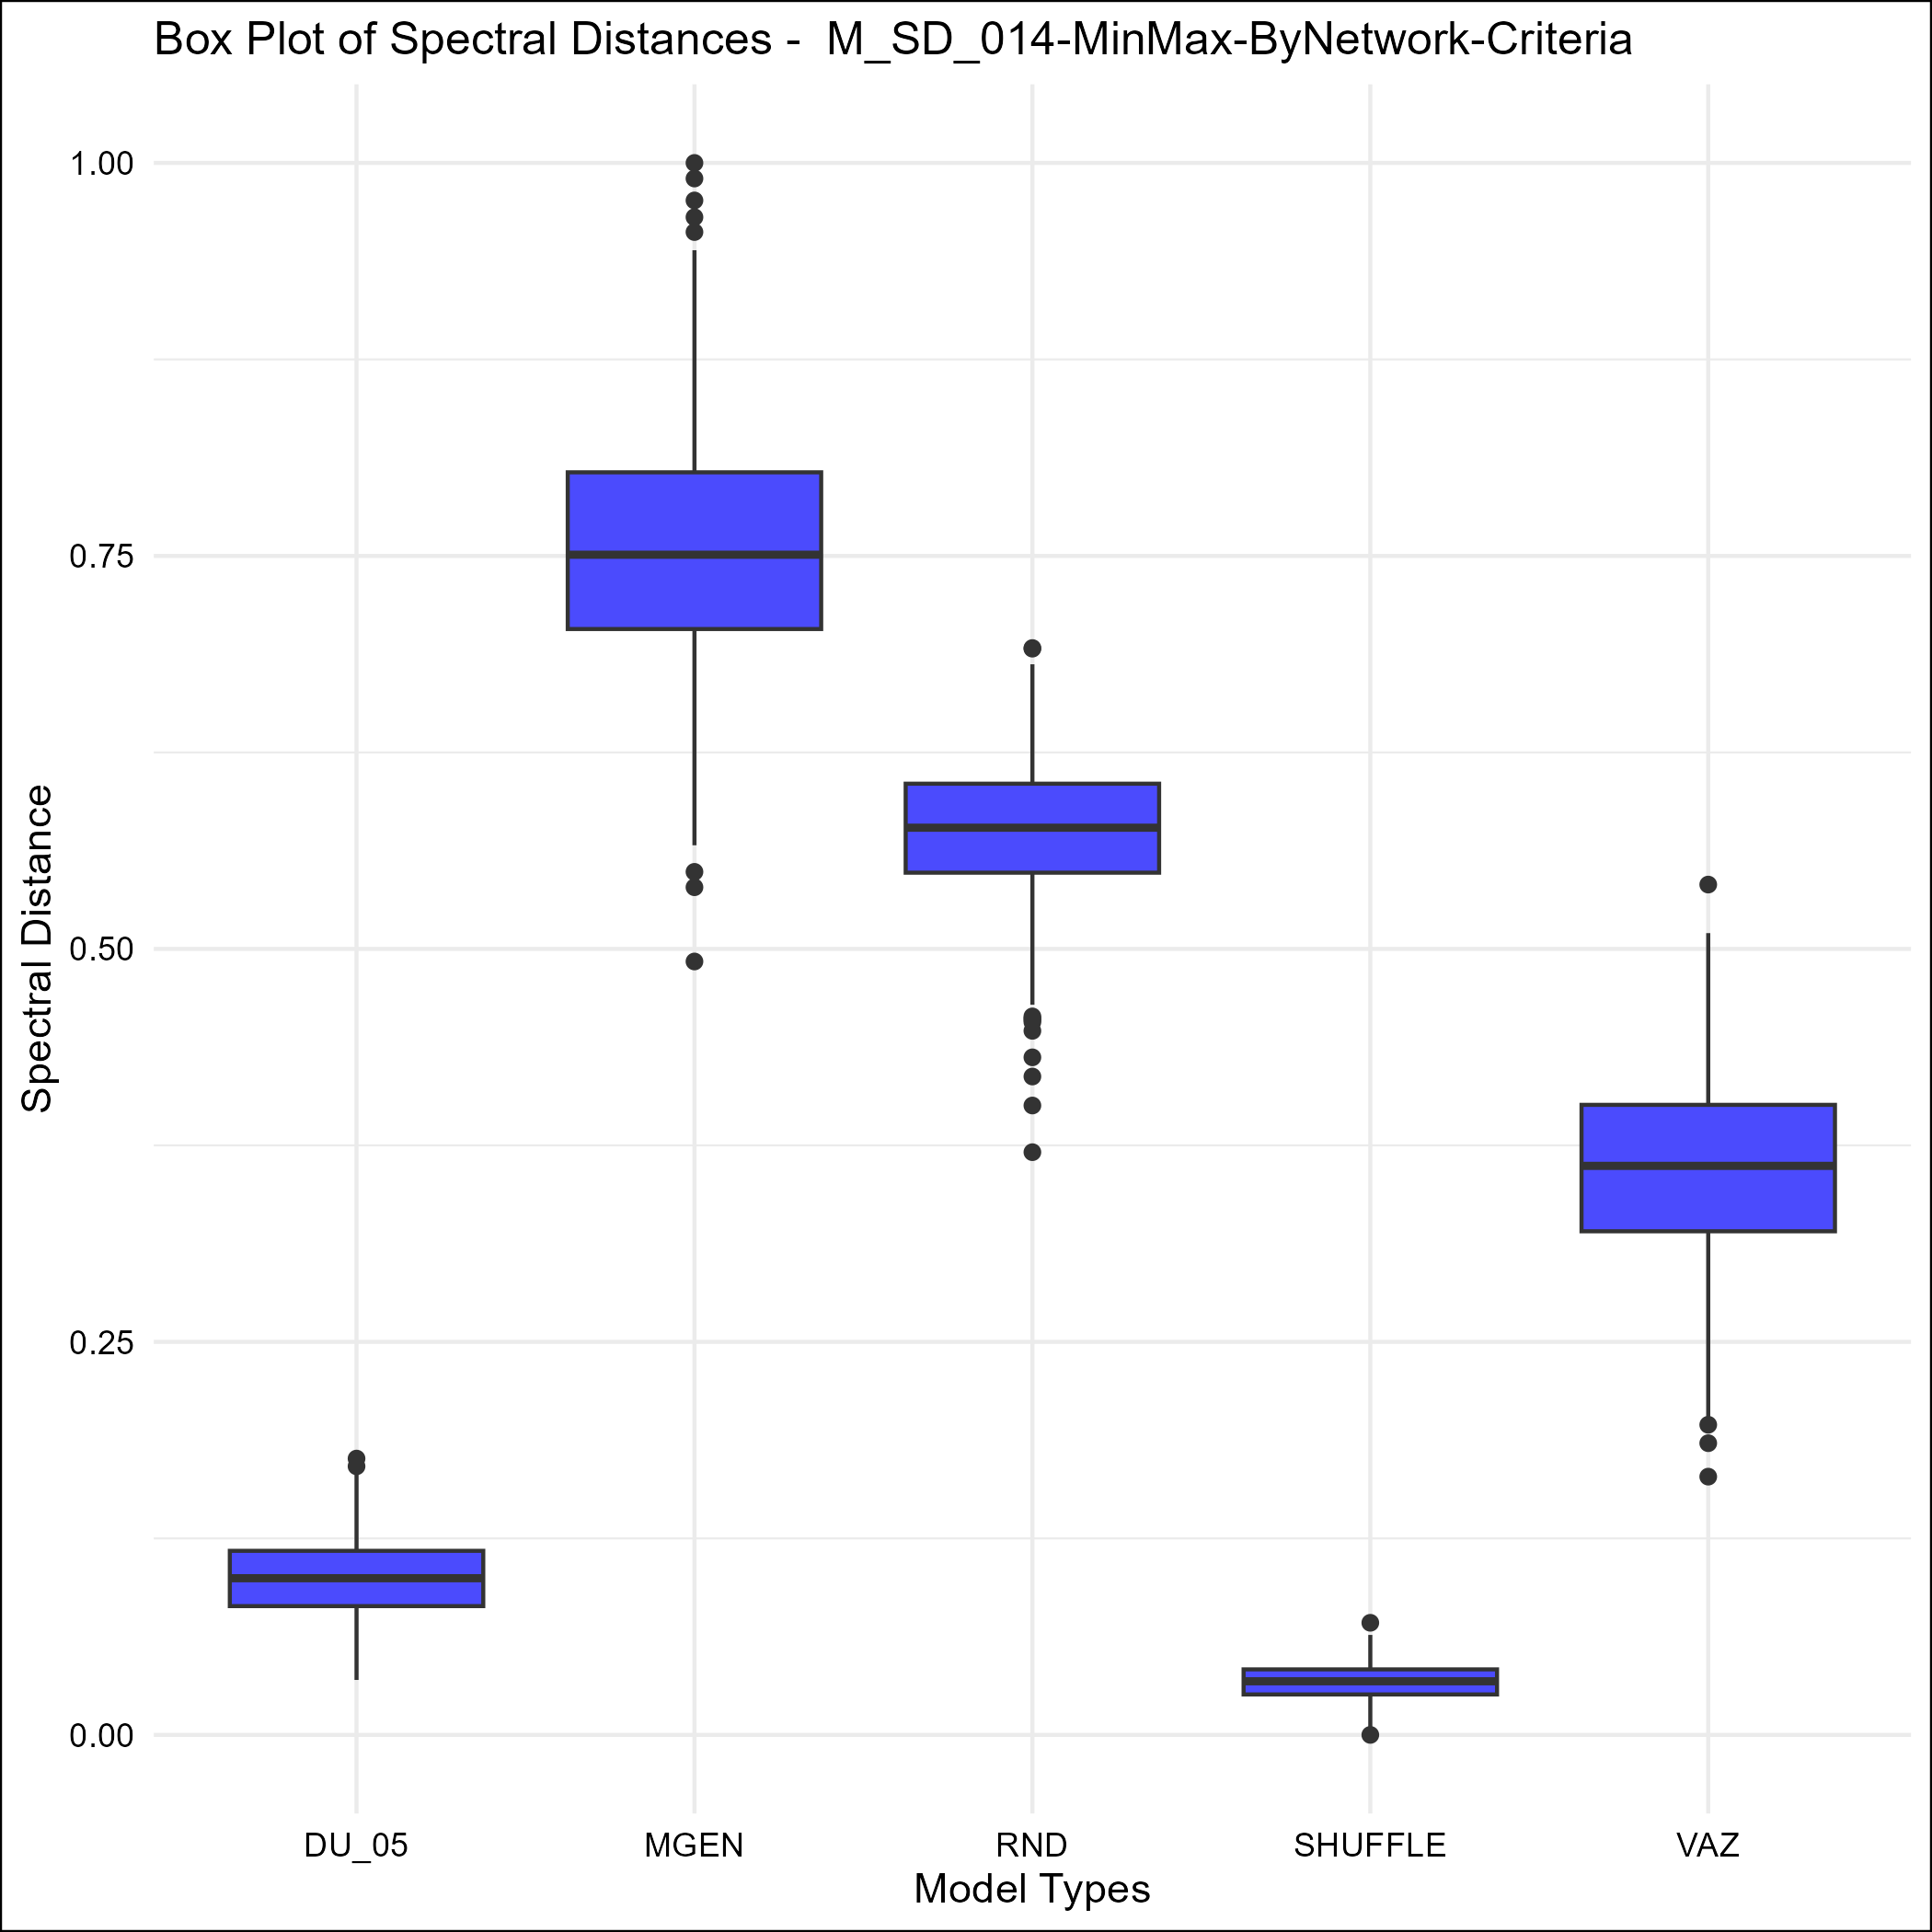 Box Plot of Spectral Distances -  M_SD_014-MinMax-ByNetwork-Criteria
1.00
0.75
0.50
0.25
0.00
Spectral Distance
DU_05 MGEN RND SHUFFLE VAZ
Model Types